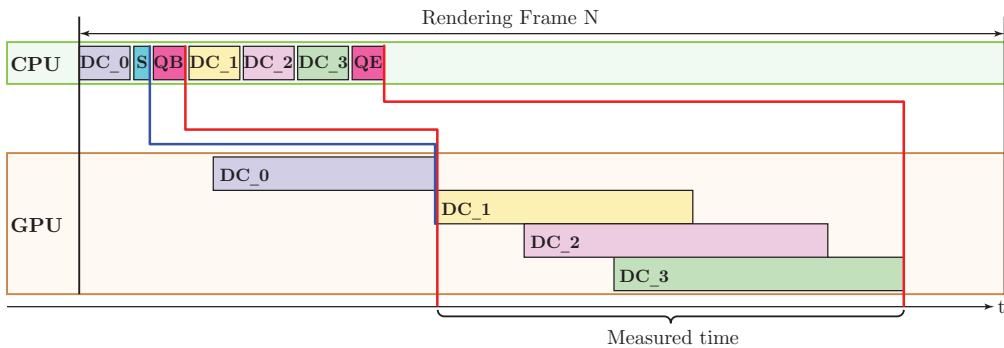 Rendering Frame N
CPU
DC_0 S QB DC_1 DC_2 DC_3 QE
DC_0
GPU
DC_1
DC_2
DC_3
t
Measured time